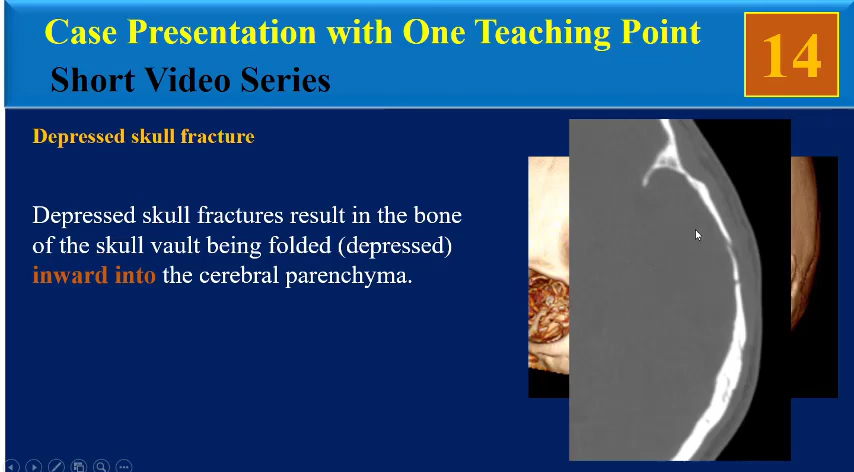 Case Presentation with One Teaching Point
Short Video Series
14
Depressed skull fracture
Depressed skull fractures result in the bone
of the skull vault being folded (depressed)
inward into the cerebral parenchyma.